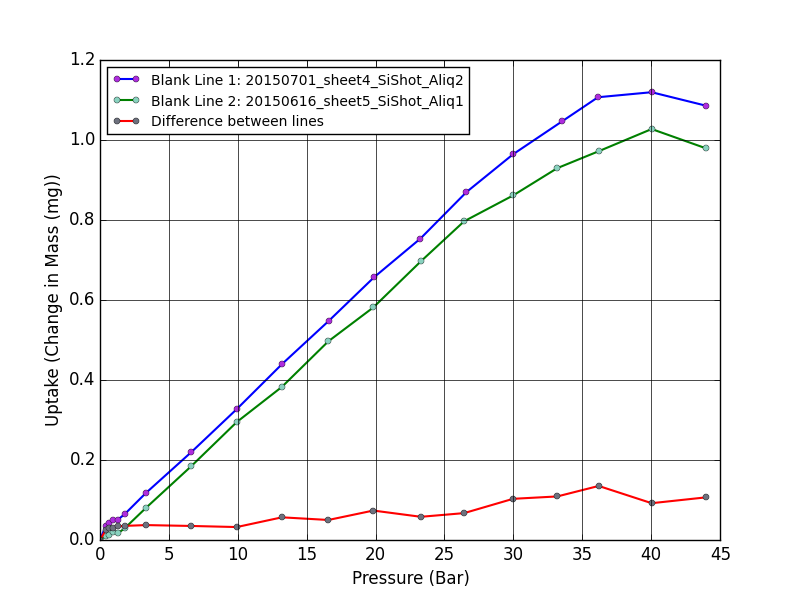 Blank Line 1: 20150701_sheet4_SiShot_Aliq2
Blank Line 2: 20150616_sheet5_SiShot_Aliq1
Difference between lines
1.2
1.0
0.8
0.6
0.4
0.2
0.0
Uptake (Change in Mass (mg))
0 5 10 15 20 25 30 35 40 45
Pressure (Bar)